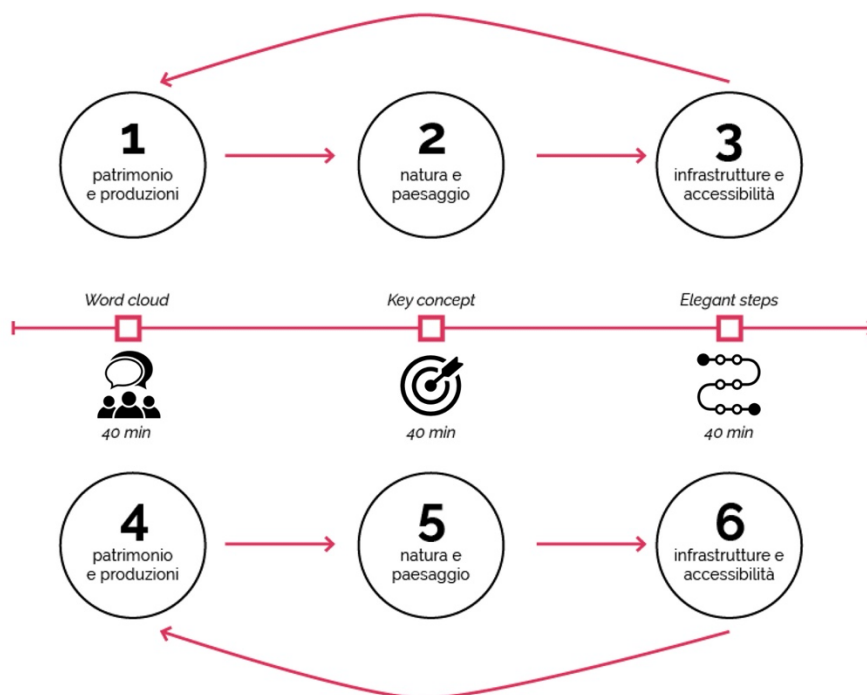 1
patrimonio
e produzioni
2
natura e
paesaggio
3
infrastrutture e
accessibilità
Word cloud
Key concept
Elegant steps
40 min
40 min
40 min
4
patrimonio
e produzioni
5
natura e
paesaggio
6
infrastrutture e
accessibilità